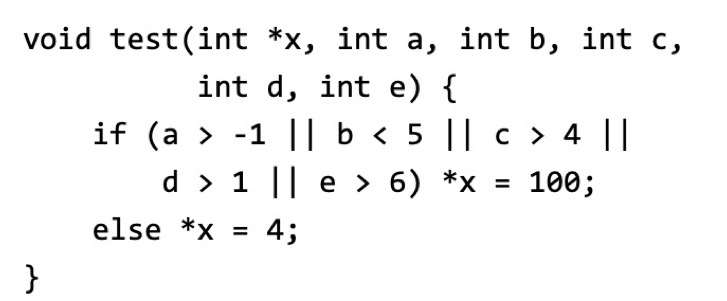 void test(int *x, int a, int b, int c,
int d, int e) {
if (a > -1 || b < 5 || c > 4 ||
d > 1 || e > 6) *x = 100;
else *x = 4;
}